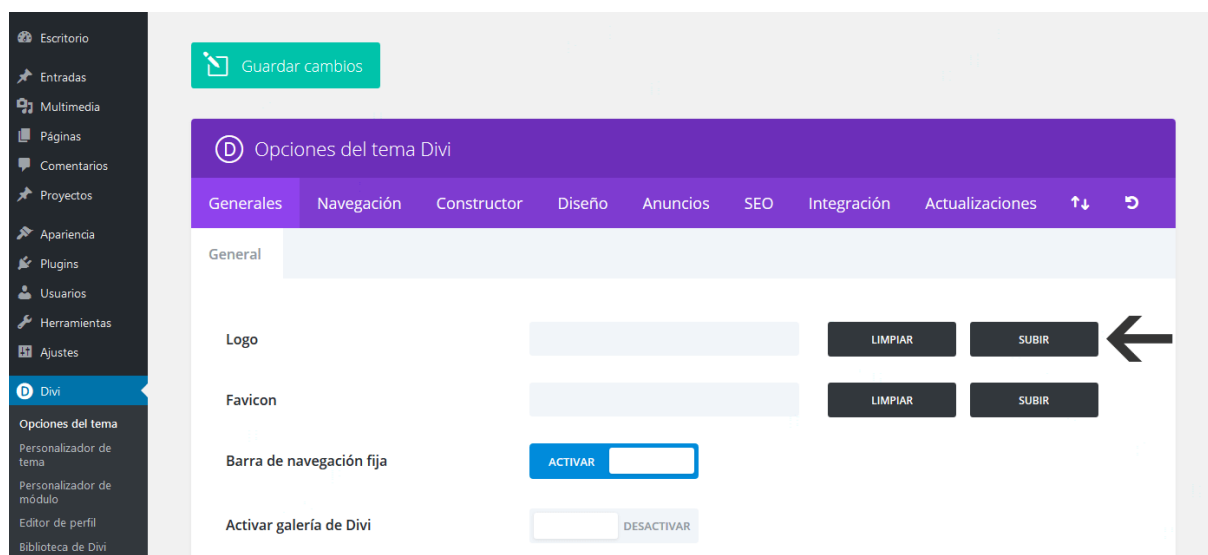 Escritorio
Entradas
Multimedia
Páginas
Comentarios
Proyectos
Apariencia
Plugins
Usuarios
Herramientas
Ajustes
D Divi
Opciones del tema
Personalizador de
tema
Personalizador de
módulo
Editor de perfil
Biblioteca de Divi
Guardar cambios
D Opciones del tema Divi
Generales Navegación Constructor Diseño Anuncios SEO Integración Actualizaciones
General
Logo LIMPIAR SUBIR
Favicon LIMPIAR SUBIR
Barra de navegación fija ACTIVAR
Activar galería de Divi DESACTIVAR